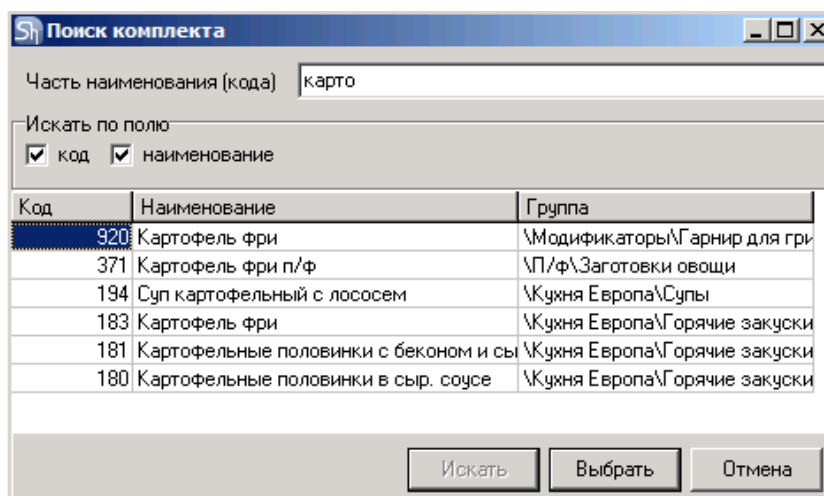 Sh Поиск комплекта
Часть наименования (кода) карто
Искать по полю
код наименование
Код Наименование Группа
920 Картофель фри \Модификаторы\Гарнир для гри
371 Картофель фри п/ф \П/ф\Заготовки овощи
194 Суп картофельный с лососем \Кухня Европа\Супы
183 Картофель фри \Кухня Европа\Горячие закуски
181 Картофельные половинки с беконом и сы \Кухня Европа\Горячие закуски
180 Картофельные половинки в сыр. соусе \Кухня Европа\Горячие закуски
Искать Выбрать Отмена